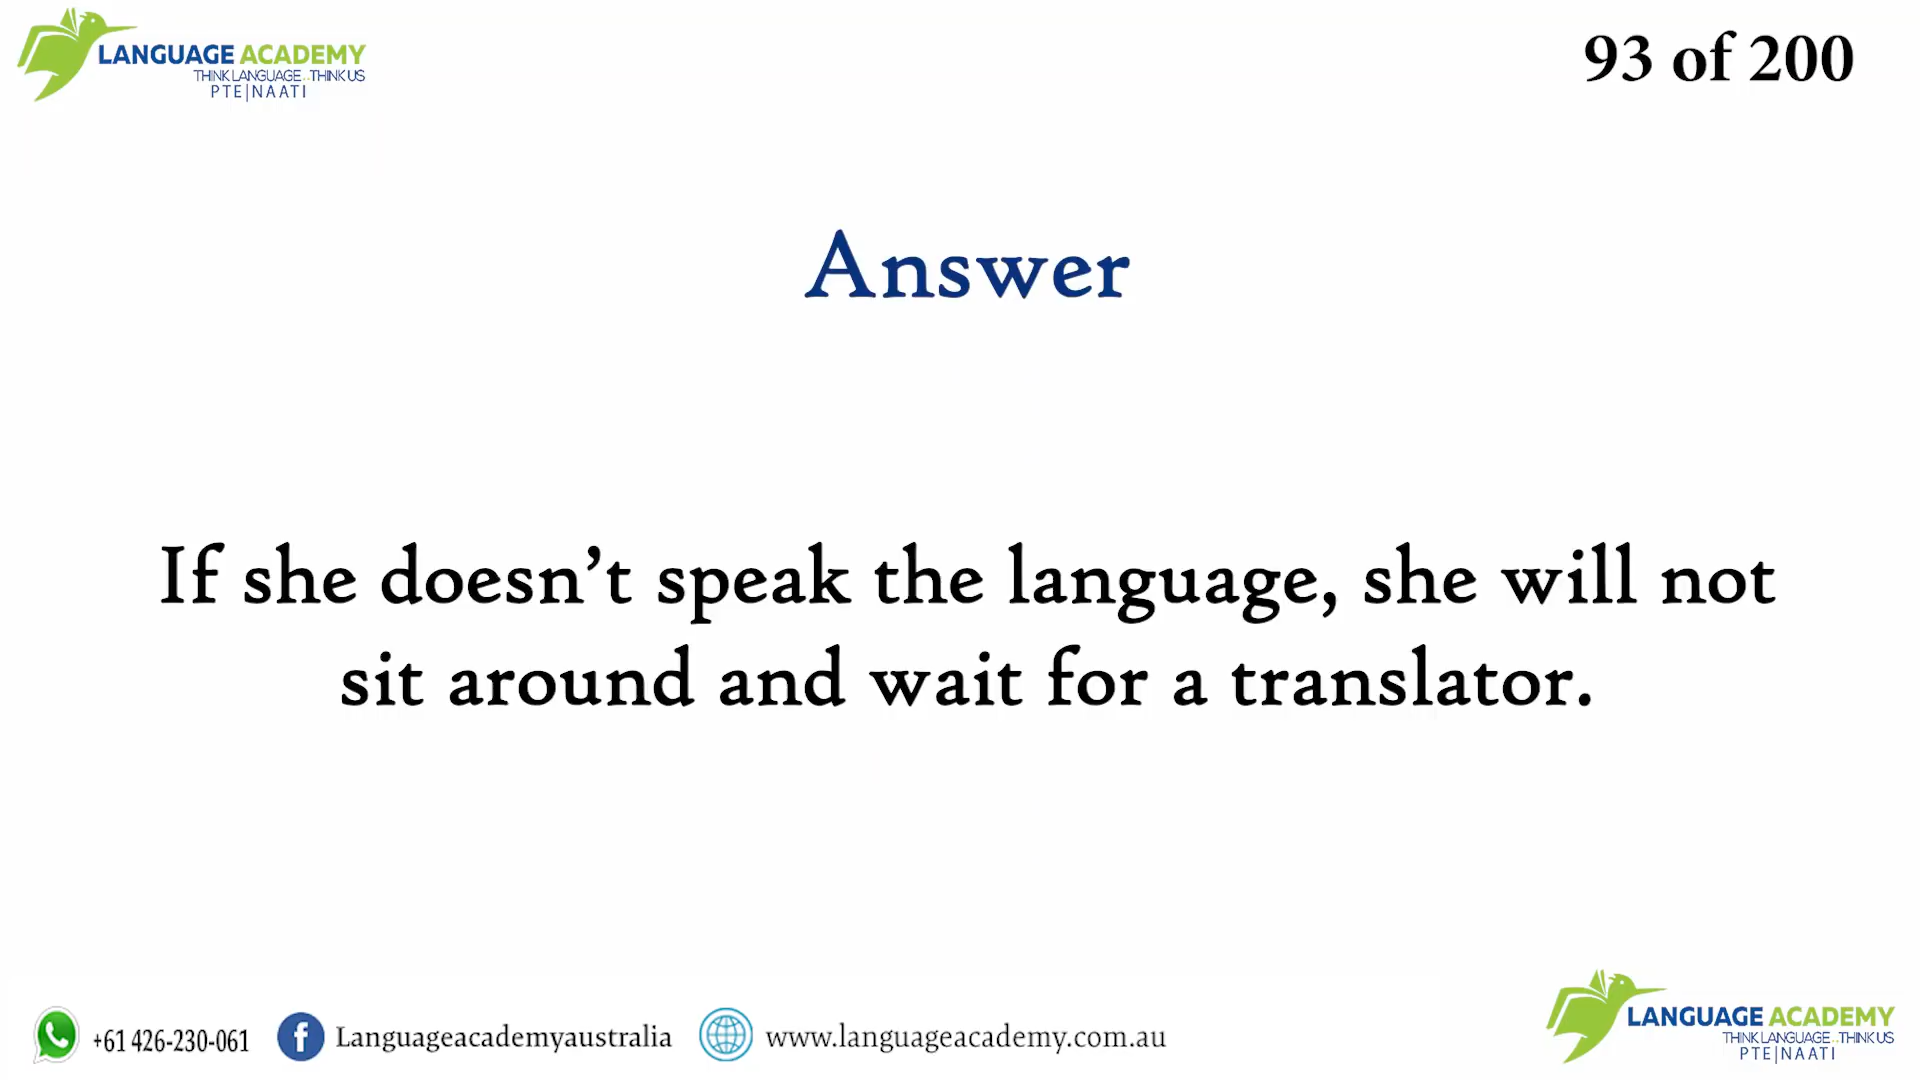 LANGUAGE ACADEMY
THINK LANGUAGE..THINK US
PTE|NAATI
93 of 200
Answer
If she doesn’t speak the language, she will not
sit around and wait for a translator.
+61 426-230-061
Languageacademyaustralia
www.languageacademy.com.au
LANGUAGE ACADEMY
THINK LANGUAGE..THINK US
PTE|NAATI